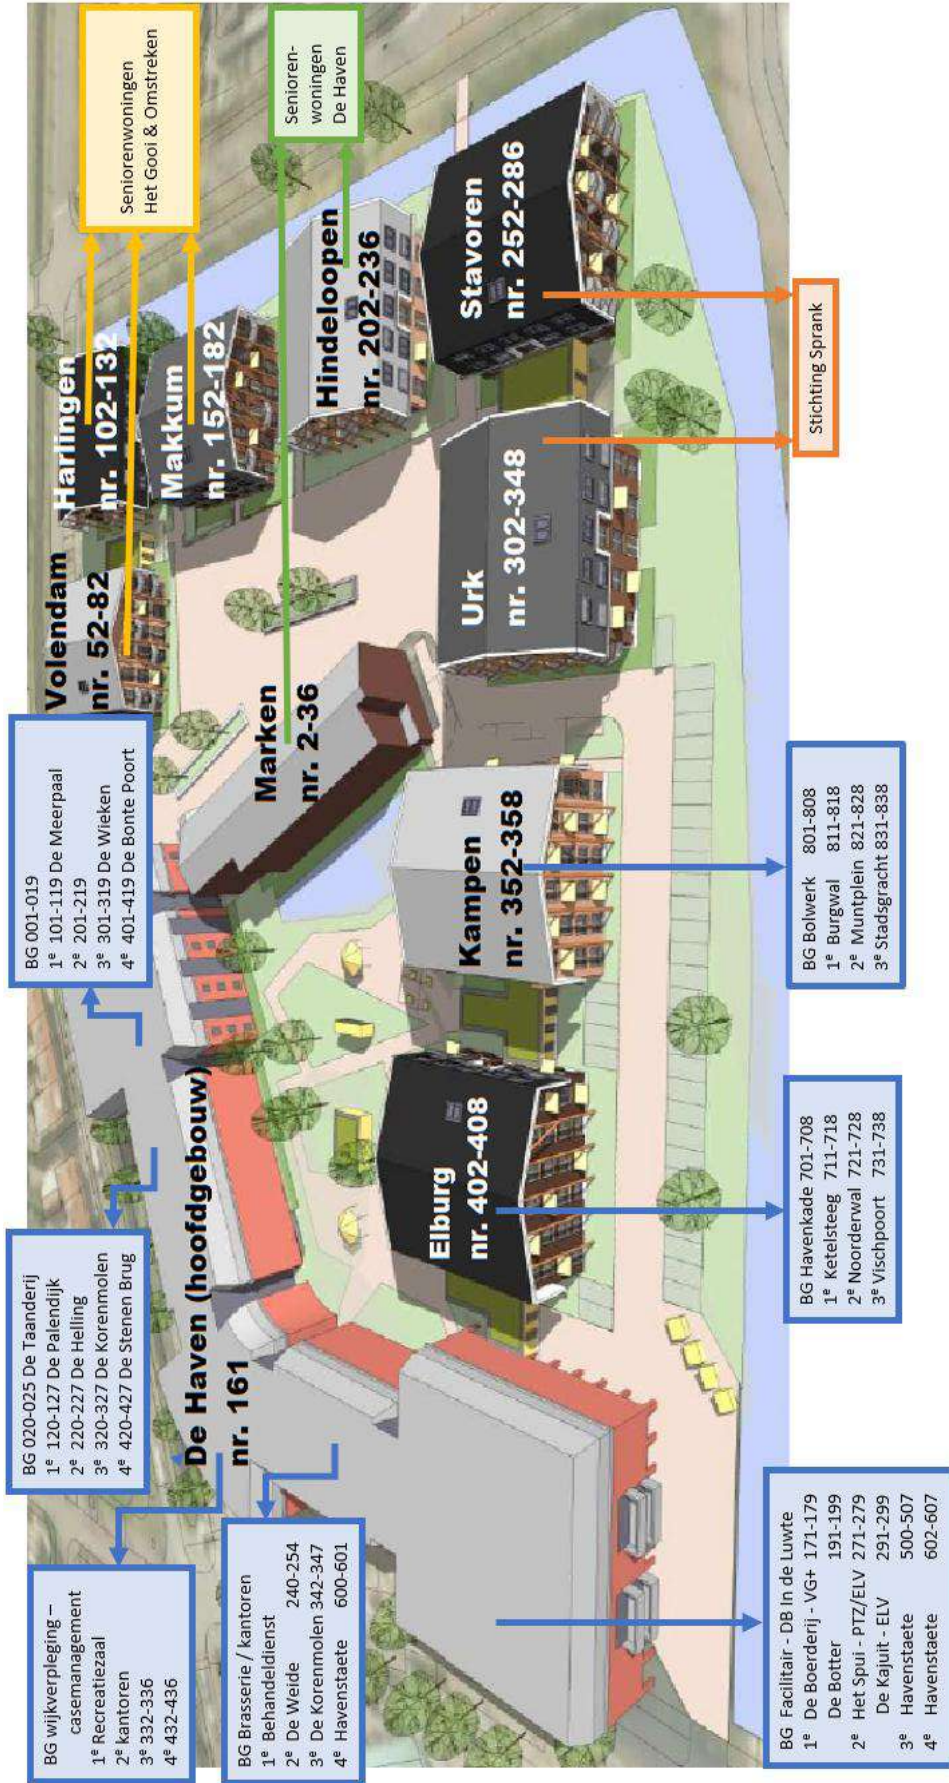 BG wijkverpleging –
casemanagement
1ᵉ Recreatiezaal
2ᵉ kantoren
3ᵉ 332-336
4ᵉ 432-436
BG 020-025 De Taanderij
1ᵉ 120-127 De Palendijk
2ᵉ 220-227 De Helling
3ᵉ 320-327 De Korenmolen
4ᵉ 420-427 De Stenen Brug
BG 001-019
1ᵉ 101-119 De Meerpaal
2ᵉ 201-219
3ᵉ 301-319 De Wieken
4ᵉ 401-419 De Bonte Poort
Volendam
nr. 52-82
Harlingen
nr. 102-132
Seniorenwoningen
Het Gooi & Omstreken
Makkum
nr. 152-182
BG Brasserie / kantoren
1ᵉ Behandeldienst
2ᵉ De Weide 240-254
3ᵉ De Korenmolen 342-347
4ᵉ Havenstaete 600-601
De Haven (hoofdgebouw)
nr. 161
Marken
nr. 2-36
Hindeloopen
nr. 202-236
Senioren-
woningen
De Haven
Elburg
nr. 402-408
Kampen
nr. 352-358
Urk
nr. 302-348
Stavoren
nr. 252-286
BG Facilitair - DB In de Luwte
1ᵉ De Boerderij - VG+ 171-179
De Botter 191-199
2ᵉ Het Spui - PTZ/ELV 271-279
De Kajuit - ELV 291-299
3ᵉ Havenstaete 500-507
4ᵉ Havenstaete 602-607
BG Havenkade 701-708
1ᵉ Ketelsteeg 711-718
2ᵉ Noorderwal 721-728
3ᵉ Vischpoort 731-738
BG Bolwerk 801-808
1ᵉ Burgwal 811-818
2ᵉ Muntplein 821-828
3ᵉ Stadsgracht 831-838
Stichting Sprank